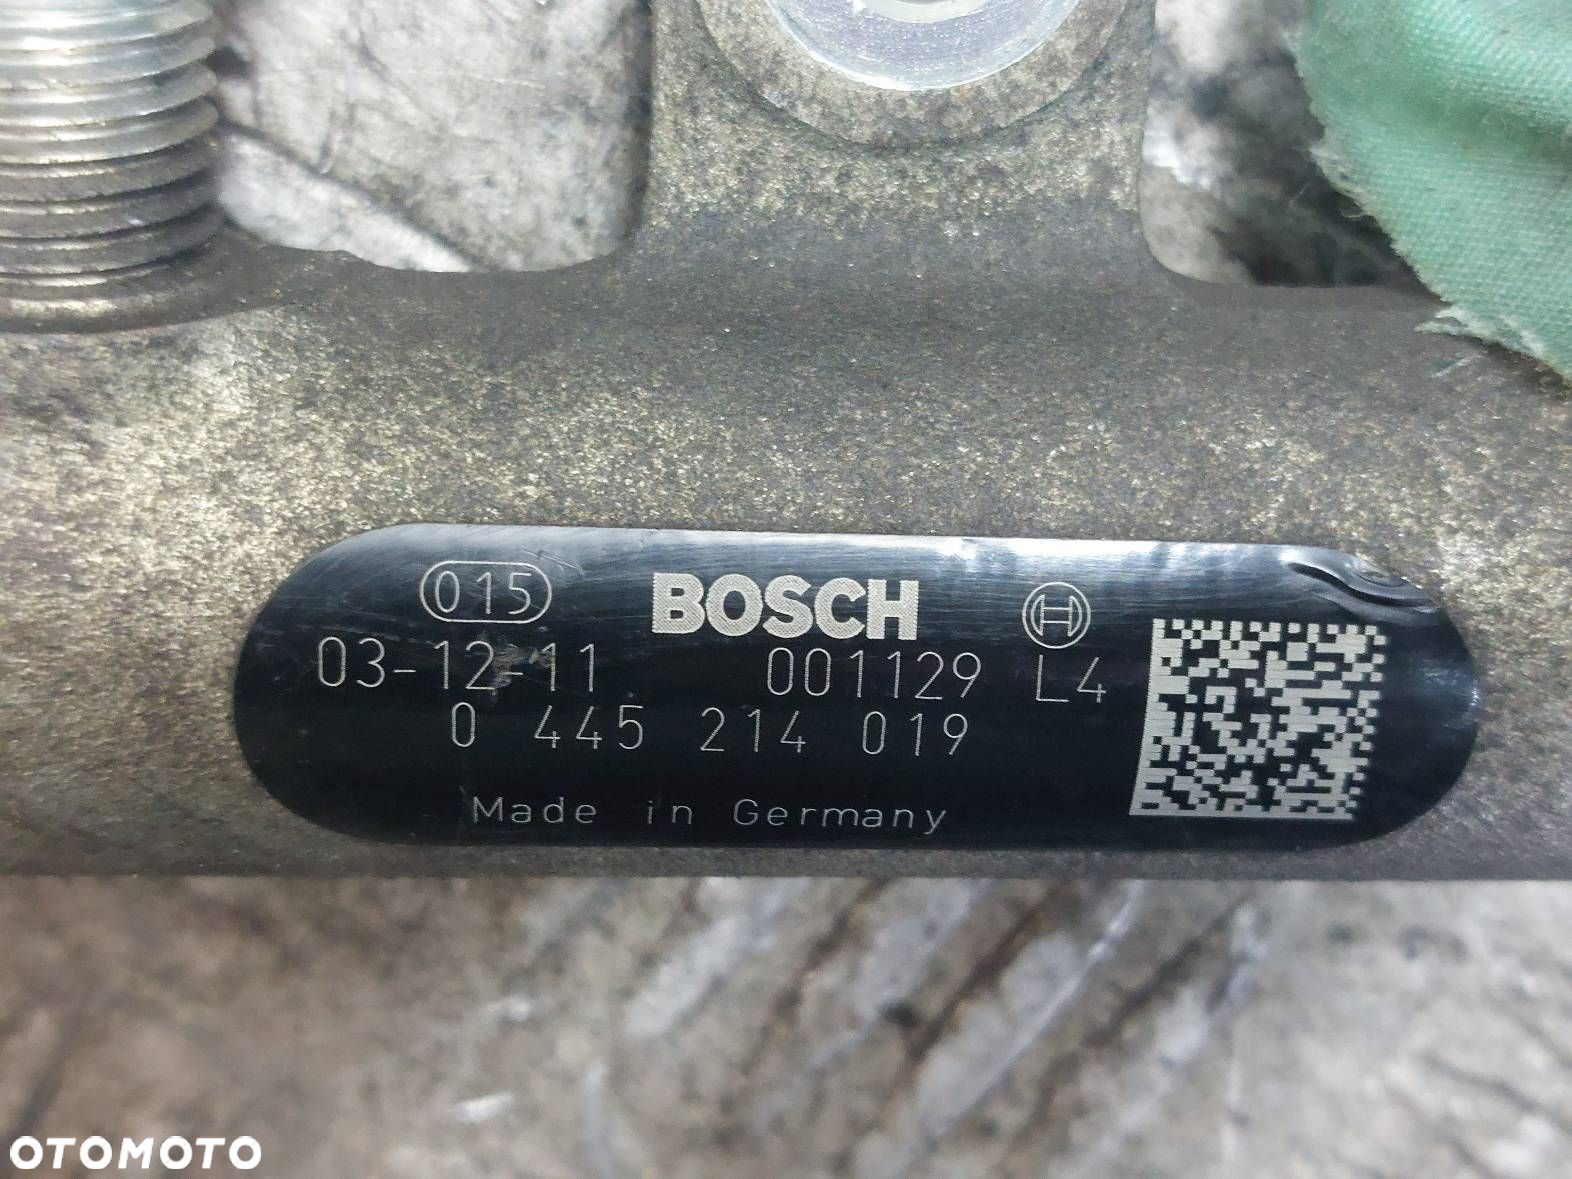 015 BOSCH
03-12-11 001129 L4
0 445 214 019
Made in Germany
OTOMOTO